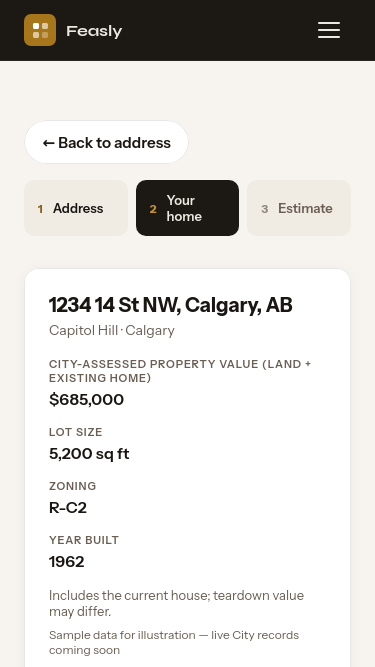 Feasly
← Back to address
1 Address
2 Your
home
3 Estimate
1234 14 St NW, Calgary, AB
Capitol Hill · Calgary
CITY-ASSESSED PROPERTY VALUE (LAND +
EXISTING HOME)
$685,000
LOT SIZE
5,200 sq ft
ZONING
R-C2
YEAR BUILT
1962
Includes the current house; teardown value
may differ.
Sample data for illustration — live City records
coming soon